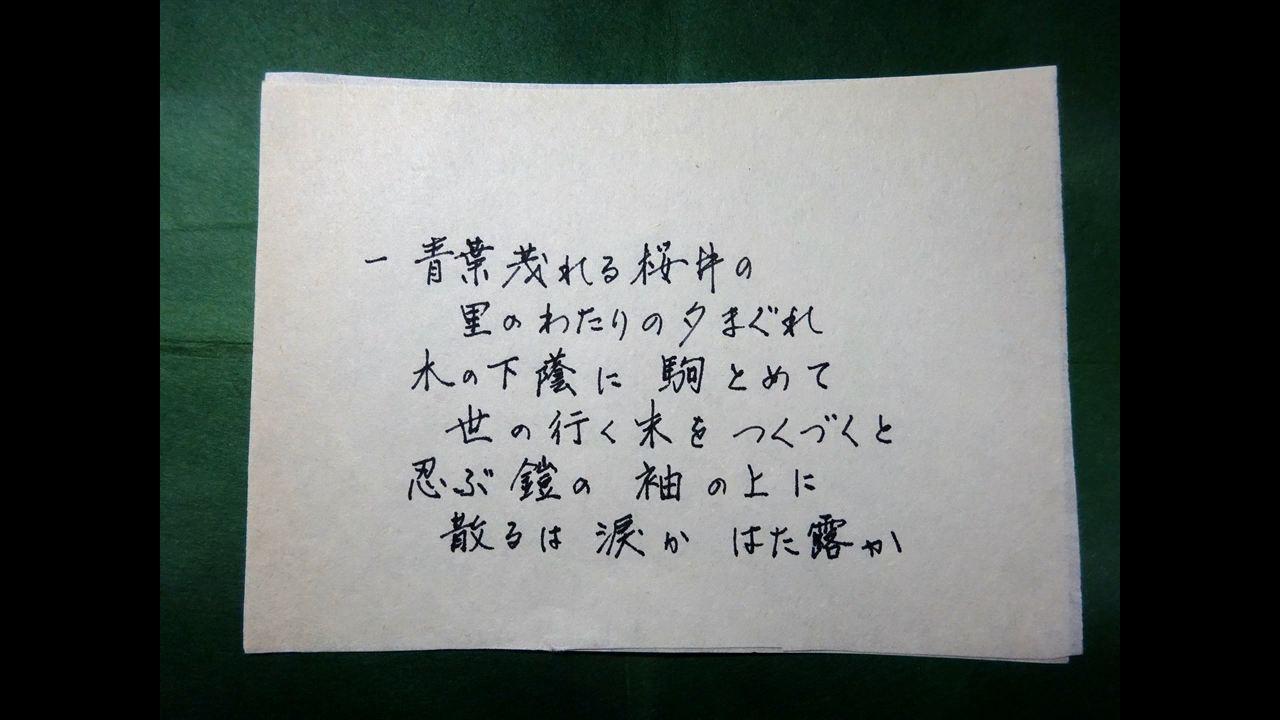 一 青葉茂れる桜井の
里のわたりの夕まぐれ
木の下蔭に 駒とめて
世の行く末を つくづくと
忍ぶ鎧の 袖の上に
散るは 涙か はた露か